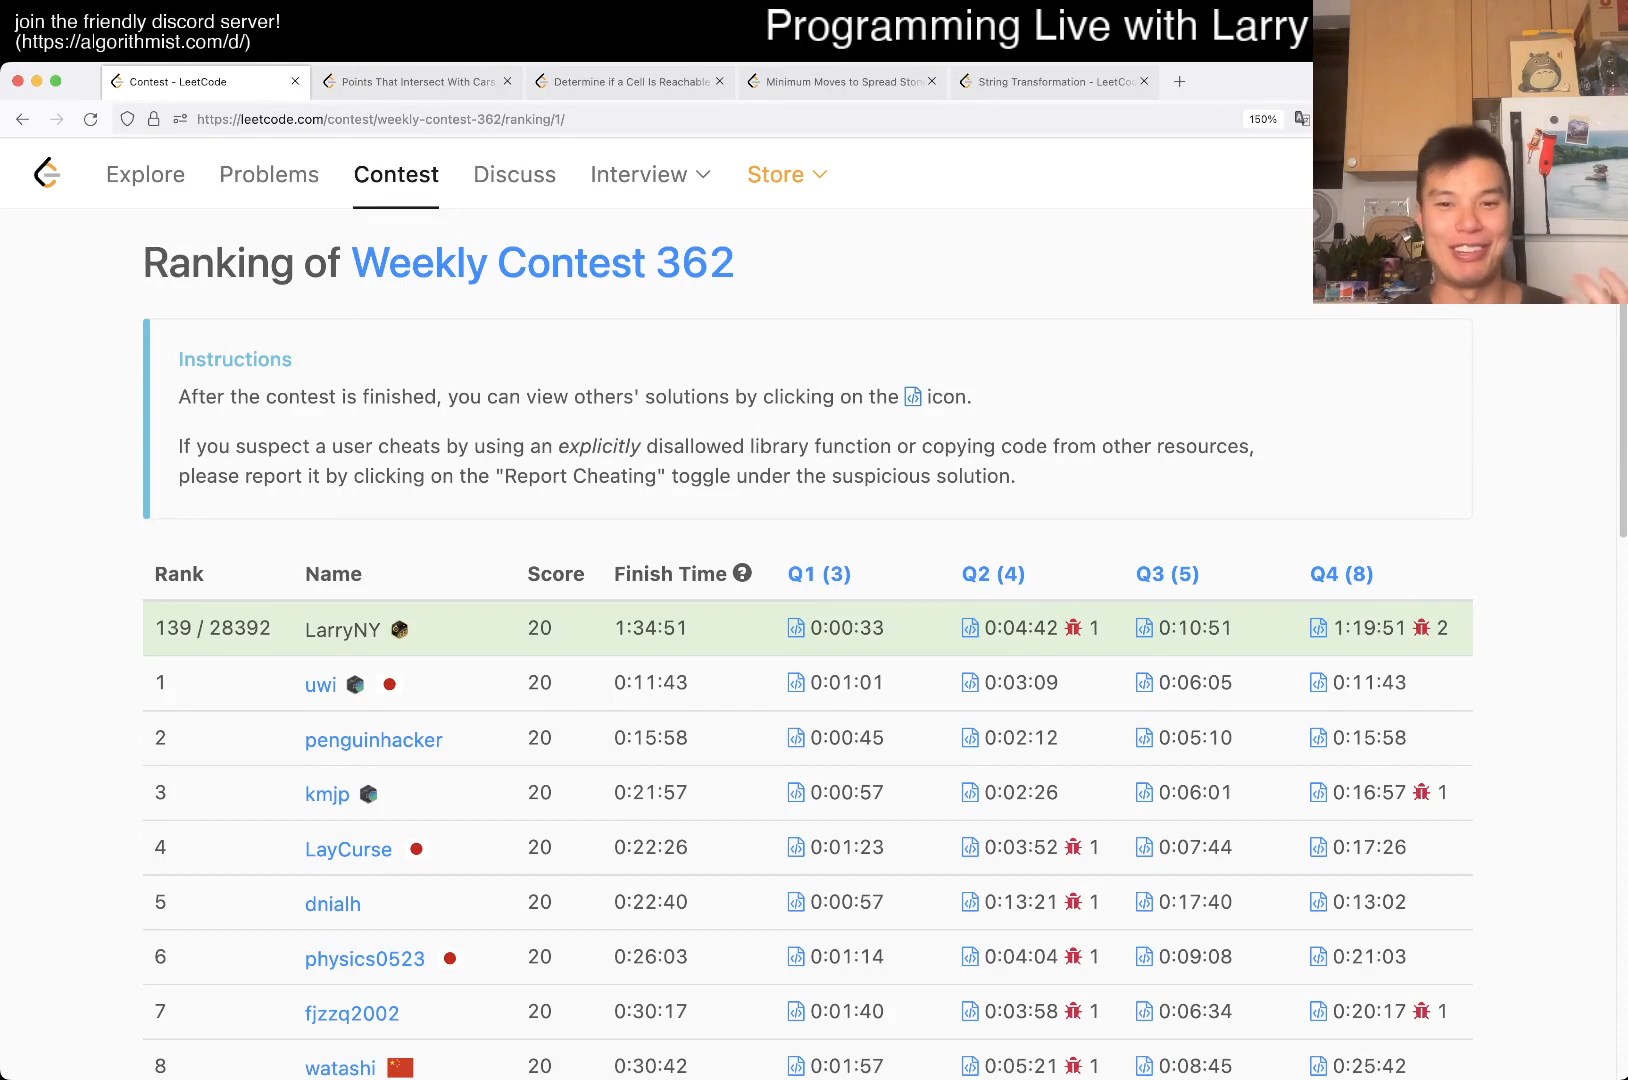 join the friendly discord server!
(https://algorithmist.com/d/)
Programming Live with Larry
Contest - LeetCode
Points That Intersect With Cars
Determine if a Cell Is Reachable
Minimum Moves to Spread Ston
String Transformation - LeetCo
https://leetcode.com/contest/weekly-contest-362/ranking/1/
150%
Explore Problems Contest Discuss Interview Store
Ranking of Weekly Contest 362
Instructions
After the contest is finished, you can view others' solutions by clicking on the icon.
If you suspect a user cheats by using an explicitly disallowed library function or copying code from other resources,
please report it by clicking on the "Report Cheating" toggle under the suspicious solution.
Rank Name Score Finish Time ? Q1 (3) Q2 (4) Q3 (5) Q4 (8)
139 / 28392 LarryNY 20 1:34:51 0:00:33 0:04:42 1 0:10:51 1:19:51 2
1 uwi 20 0:11:43 0:01:01 0:03:09 0:06:05 0:11:43
2 penguinhacker 20 0:15:58 0:00:45 0:02:12 0:05:10 0:15:58
3 kmjp 20 0:21:57 0:00:57 0:02:26 0:06:01 0:16:57 1
4 LayCurse 20 0:22:26 0:01:23 0:03:52 1 0:07:44 0:17:26
5 dnialh 20 0:22:40 0:00:57 0:13:21 1 0:17:40 0:13:02
6 physics0523 20 0:26:03 0:01:14 0:04:04 1 0:09:08 0:21:03
7 fjzzq2002 20 0:30:17 0:01:40 0:03:58 1 0:06:34 0:20:17 1
8 watashi 20 0:30:42 0:01:57 0:05:21 1 0:08:45 0:25:42